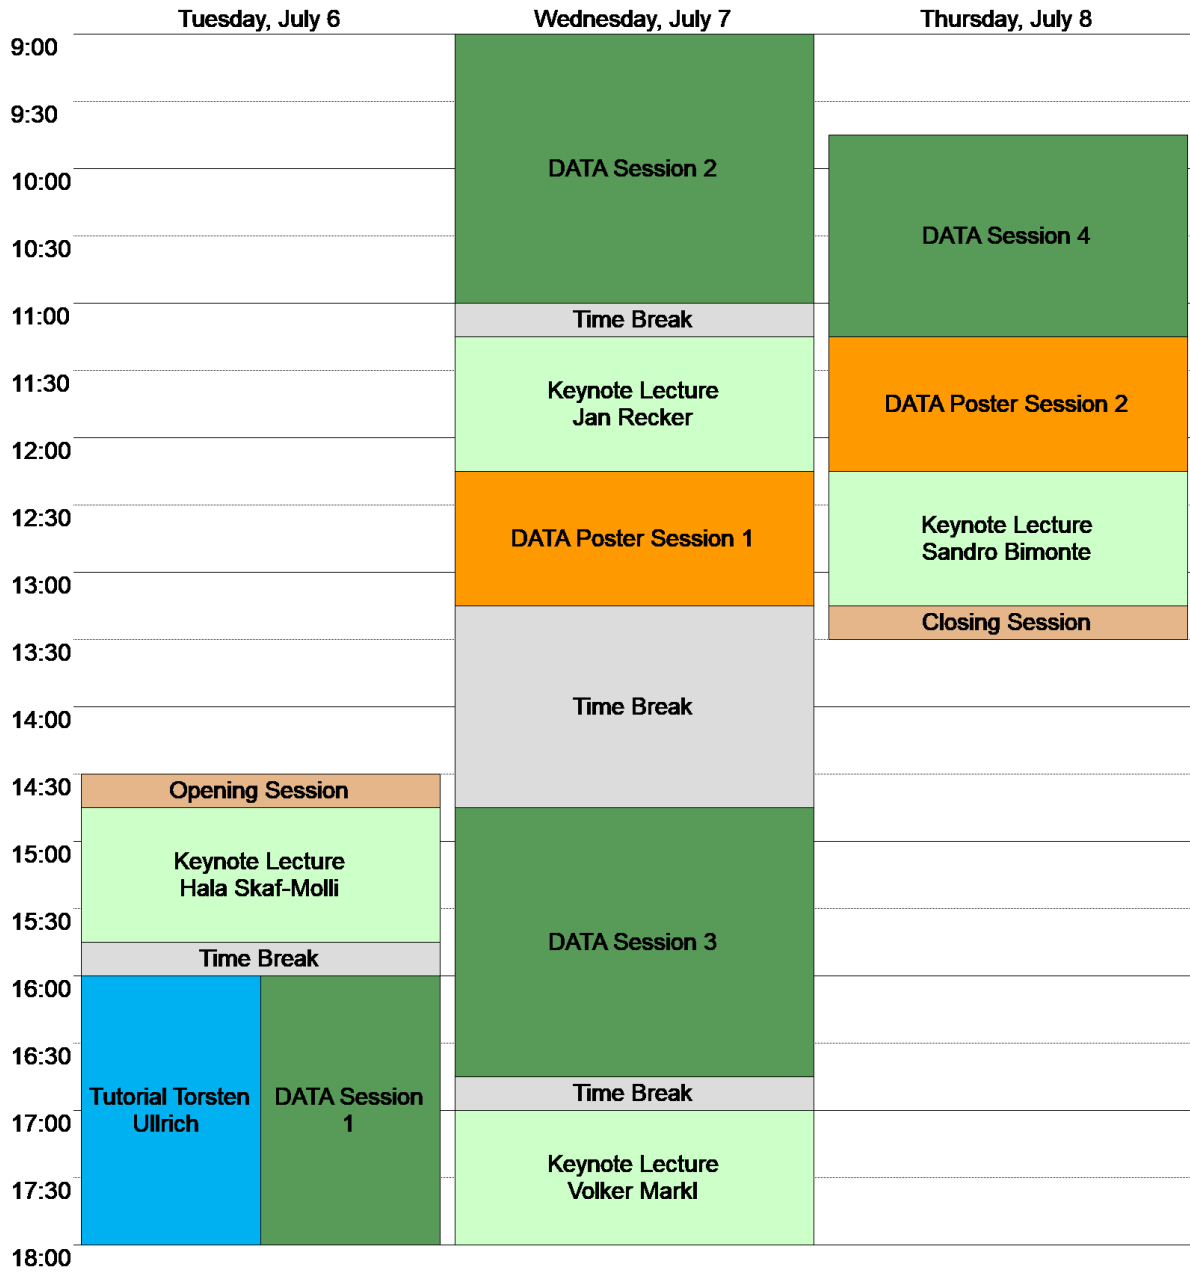 Tuesday, July 6
Wednesday, July 7
Thursday, July 8
9:00
9:30
10:00
10:30
11:00
11:30
12:00
12:30
13:00
13:30
14:00
14:30
15:00
15:30
16:00
16:30
17:00
17:30
18:00
Opening Session
Keynote Lecture
Hala Skaf-Molli
Time Break
Tutorial Torsten
Ullrich
DATA Session
1
DATA Session 2
Time Break
Keynote Lecture
Jan Recker
DATA Poster Session 1
Time Break
DATA Session 3
Time Break
Keynote Lecture
Volker Markl
DATA Session 4
DATA Poster Session 2
Keynote Lecture
Sandro Bimonte
Closing Session